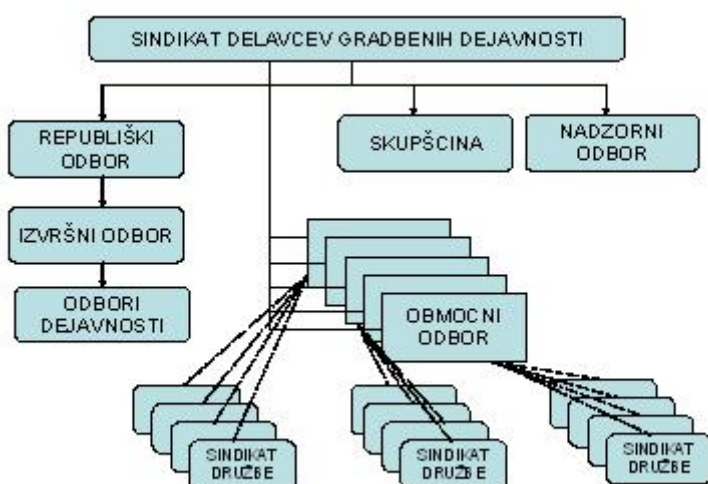 SINDIKAT DELAVCEV GRADBENIH DEJAVNOSTI
REPUBLIŠKI
ODBOR
SKUPŠCINA
NADZORNI
ODBOR
IZVRŠNI ODBOR
ODBORI
DEJAVNOSTI
OBMOCNI
ODBOR
SINDIKAT
DRUŽBE
SINDIKAT
DRUŽBE
SINDIKAT
DRUŽBE